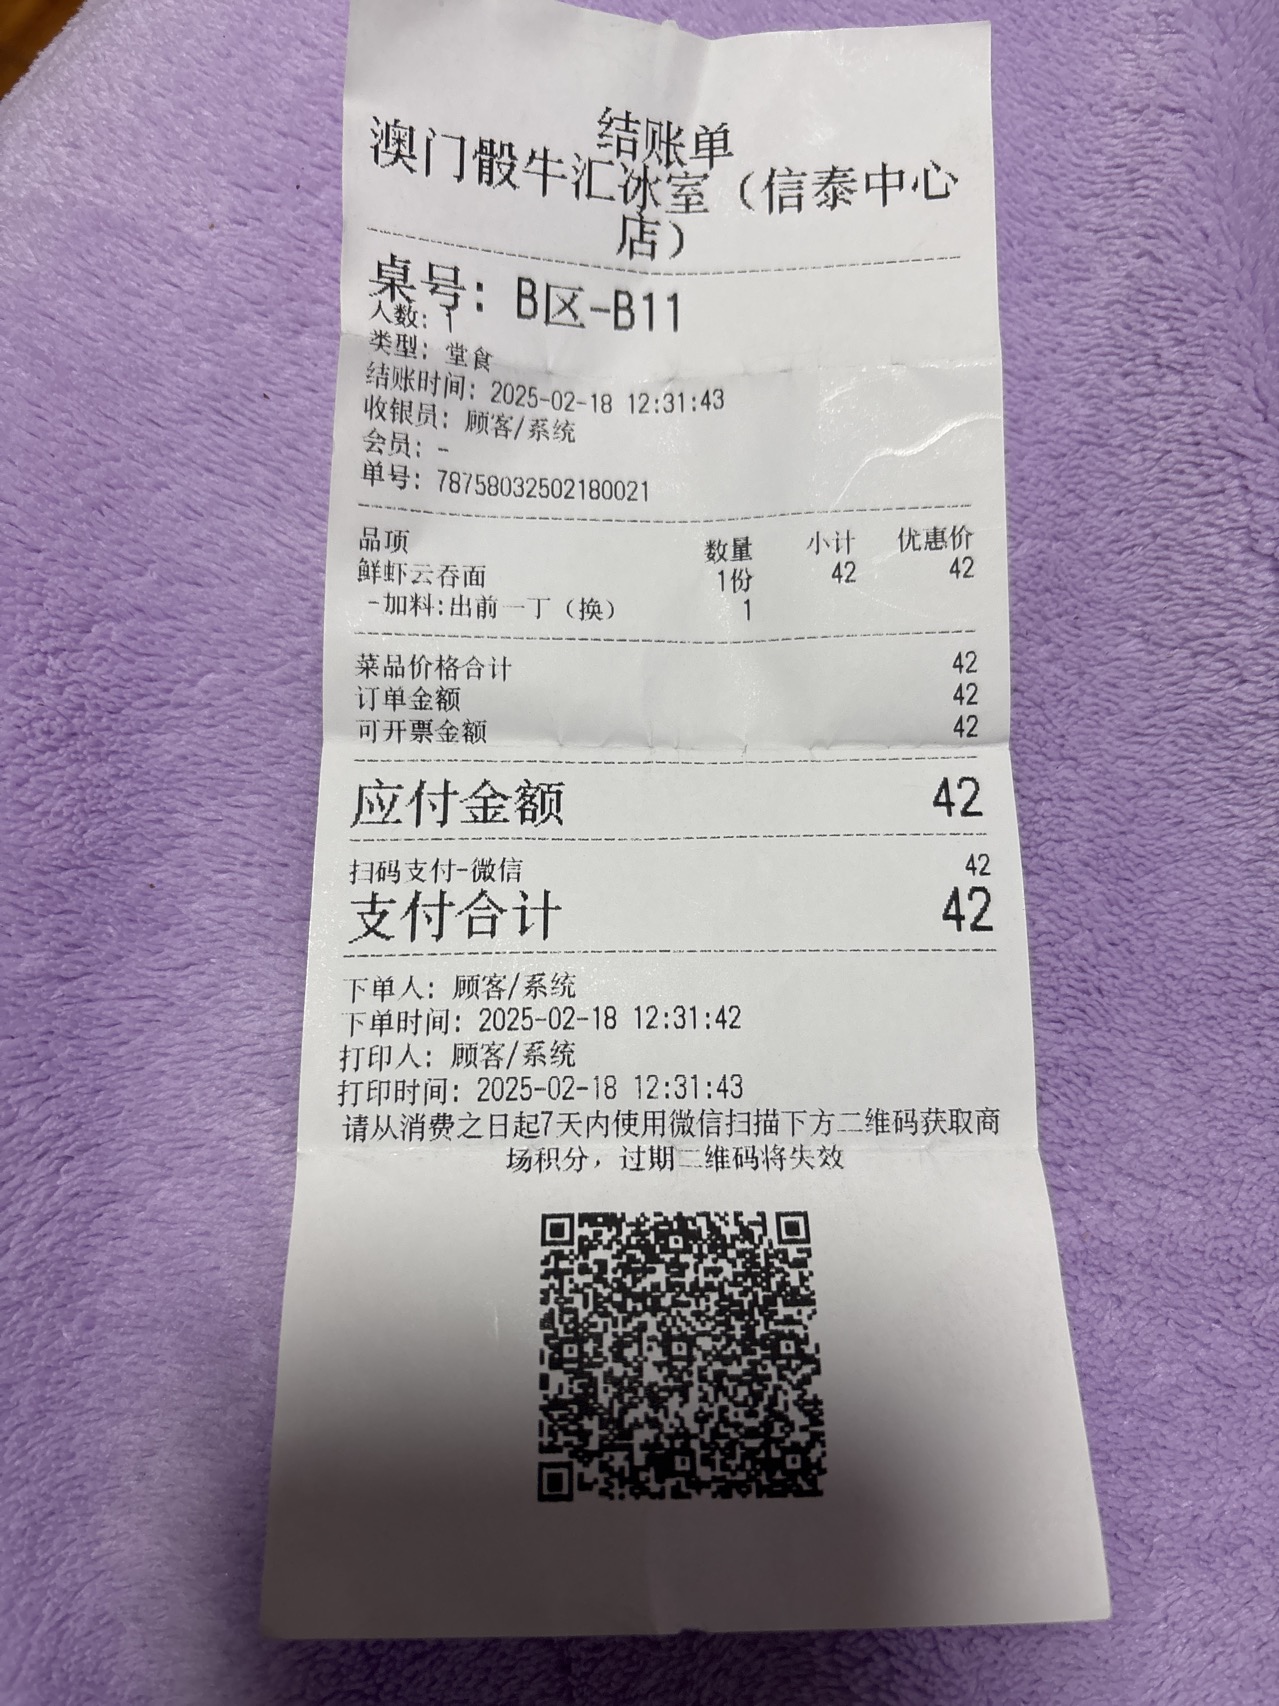 结账单
澳门骰牛汇冰室（信泰中心
店）
桌号：B区-B11
人数：1
类型：堂食
结账时间：2025-02-18 12:31:43
收银员：顾客/系统
会员：-
单号：78758032502180021
品项 数量 小计 优惠价
鲜虾云吞面 1份 42 42
-加料:出前一丁（换） 1
菜品价格合计 42
订单金额 42
可开票金额 42
应付金额 42
扫码支付-微信 42
支付合计 42
下单人：顾客/系统
下单时间：2025-02-18 12:31:42
打印人：顾客/系统
打印时间：2025-02-18 12:31:43
请从消费之日起7天内使用微信扫描下方二维码获取商
场积分，过期二维码将失效